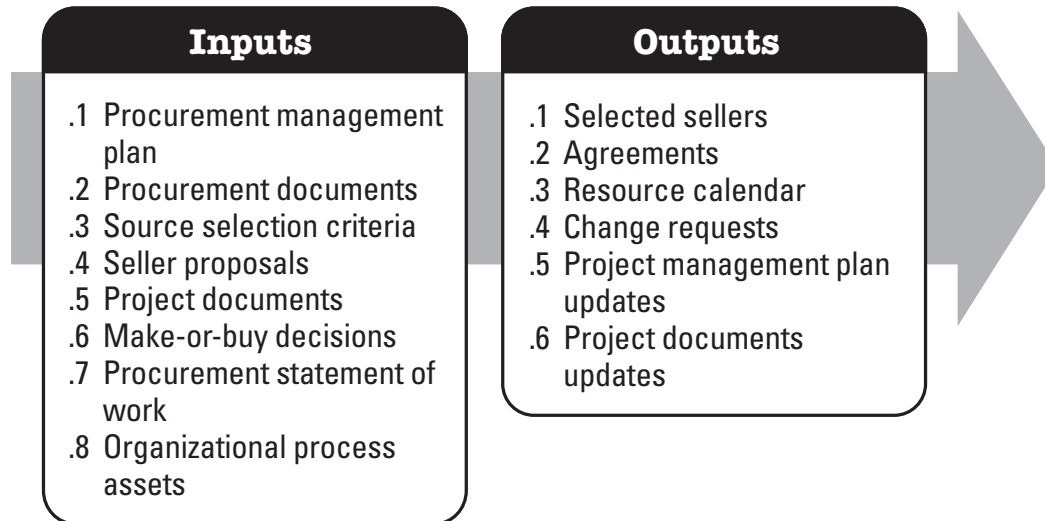 Inputs
.1 Procurement management
plan
.2 Procurement documents
.3 Source selection criteria
.4 Seller proposals
.5 Project documents
.6 Make-or-buy decisions
.7 Procurement statement of
work
.8 Organizational process
assets
Outputs
.1 Selected sellers
.2 Agreements
.3 Resource calendar
.4 Change requests
.5 Project management plan
updates
.6 Project documents
updates